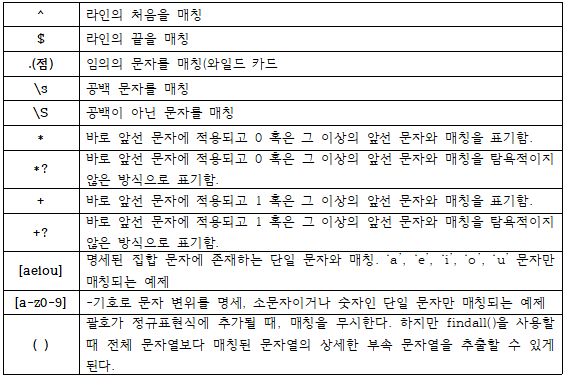 ^ 라인의 처음을 매칭
$ 라인의 끝을 매칭
.(점) 임의의 문자를 매칭(와일드 카드
\s 공백 문자를 매칭
\S 공백이 아닌 문자를 매칭
* 바로 앞선 문자에 적용되고 0 혹은 그 이상의 앞선 문자와 매칭을 표기함.
*? 바로 앞선 문자에 적용되고 0 혹은 그 이상의 앞선 문자와 매칭을 탐욕적이지
않은 방식으로 표기함.
+ 바로 앞선 문자에 적용되고 1 혹은 그 이상의 앞선 문자와 매칭을 표기함.
+? 바로 앞선 문자에 적용되고 1 혹은 그 이상의 앞선 문자와 매칭을 탐욕적이지
않은 방식으로 표기함.
[aeiou] 명세된 집합 문자에 존재하는 단일 문자와 매칭. ‘a’, ‘e’, ‘i’, ‘o’, ‘u’ 문자만
매칭되는 예제
[a-z0-9] -기호로 문자 변위를 명세, 소문자이거나 숫자인 단일 문자만 매칭되는 예제
( ) 괄호가 정규표현식에 추가될 때, 매칭을 무시한다. 하지만 findall()을 사용할
때 전체 문자열보다 매칭된 문자열의 상세한 부속 문자열을 추출할 수 있게
된다.